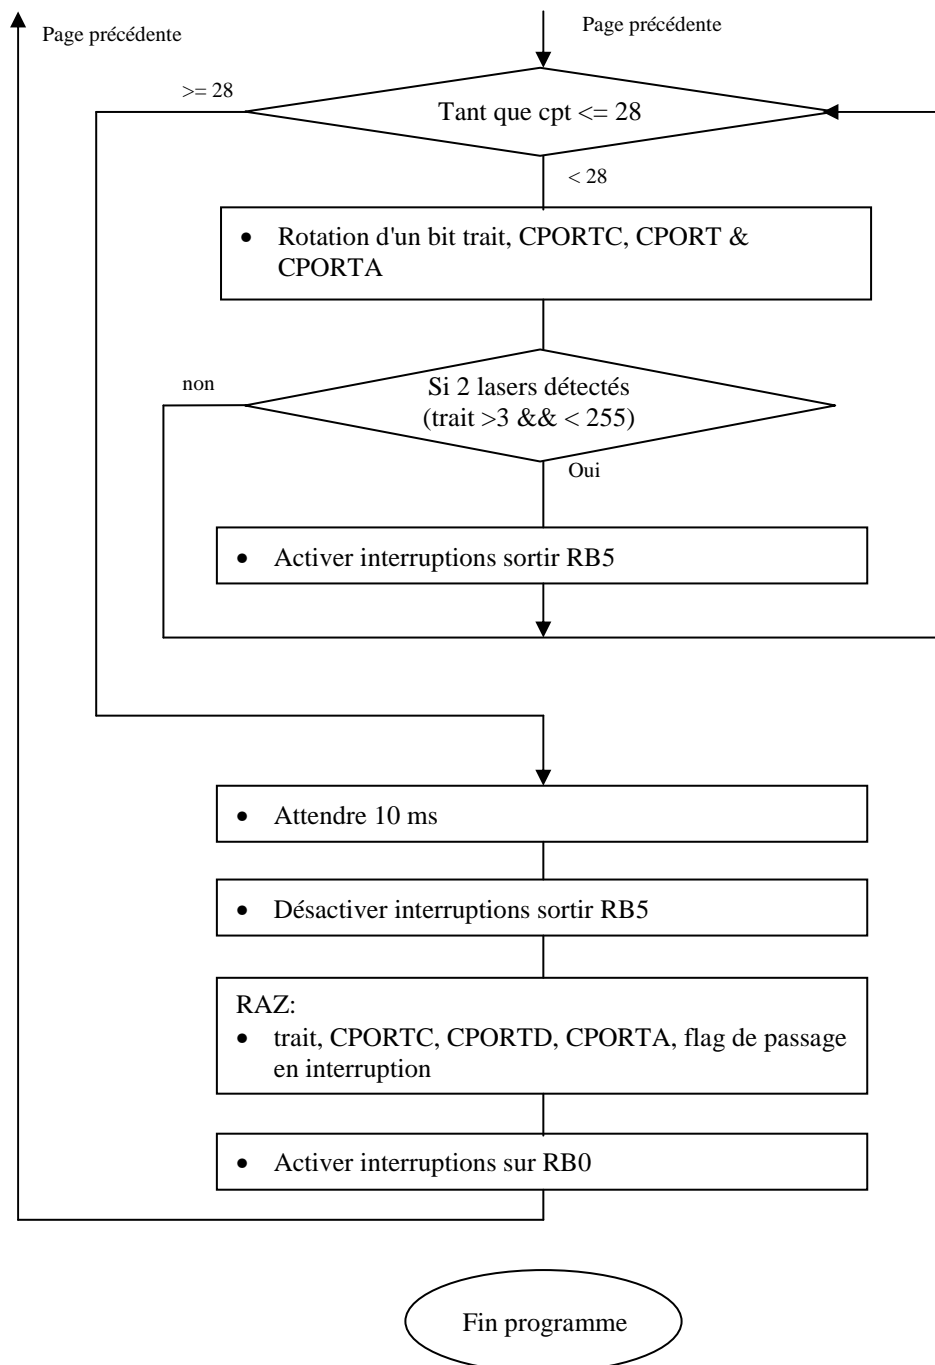 Page précédente
Page précédente
>= 28
Tant que cpt <= 28
< 28
• Rotation d'un bit trait, CPORTC, CPORT &
CPORTA
non
Si 2 lasers détectés
(trait >3 && < 255)
Oui
• Activer interruptions sortir RB5
• Attendre 10 ms
• Désactiver interruptions sortir RB5
RAZ:
• trait, CPORTC, CPORTD, CPORTA, flag de passage
en interruption
• Activer interruptions sur RB0
Fin programme